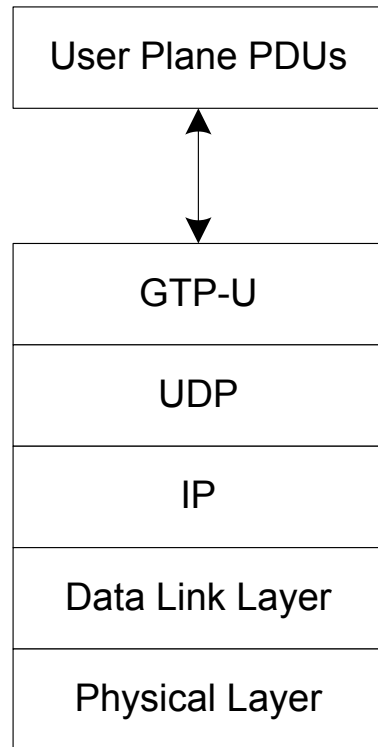 User Plane PDUs
GTP-U
UDP
IP
Data Link Layer
Physical Layer